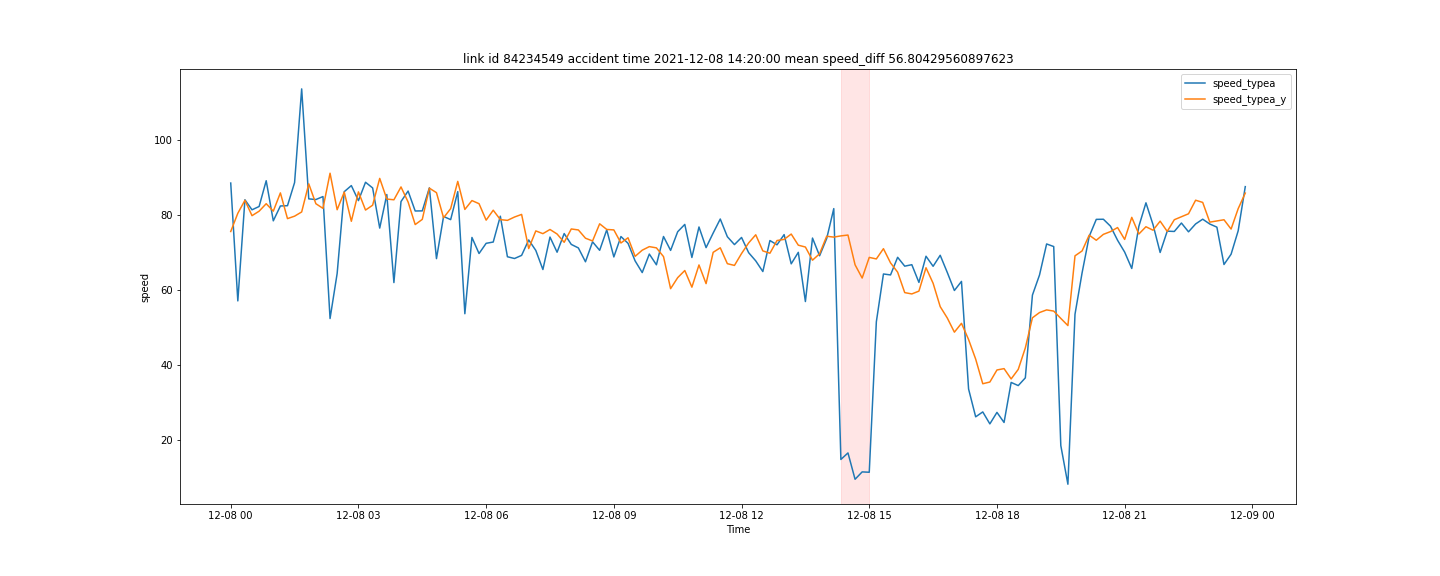 link id 84234549 accident time 2021-12-08 14:20:00 mean speed_diff 56.80429560897623
speed_typea
speed_typea_y
speed
100
80
60
40
20
12-08 00
12-08 03
12-08 06
12-08 09
12-08 12
12-08 15
12-08 18
12-08 21
12-09 00
Time